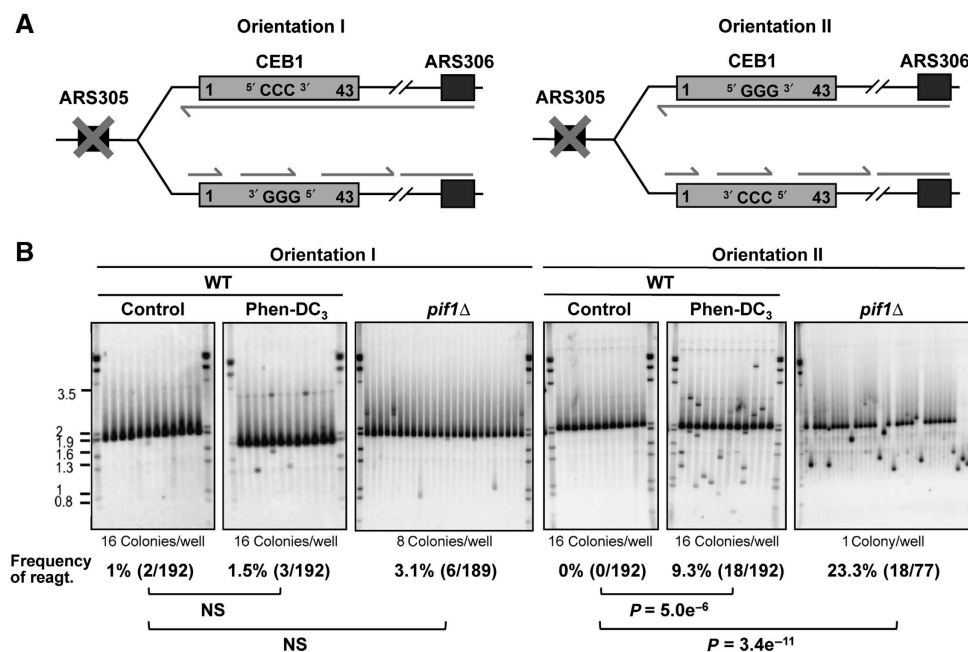 A
Orientation I
Orientation II
CEB1
ARS306
CEB1
ARS306
ARS305
ARS305
1 5′ CCC 3′ 43
1 5′ GGG 3′ 43
1 3′ GGG 5′ 43
1 3′ CCC 5′ 43
B
Orientation I
Orientation II
WT
WT
Control
Phen-DC3
pif1Δ
Control
Phen-DC3
pif1Δ
3.5
2
1.9
1.6
1.3
1
0.8
16 Colonies/well
16 Colonies/well
8 Colonies/well
16 Colonies/well
16 Colonies/well
1 Colony/well
Frequency of reagt.
1% (2/192)
1.5% (3/192)
3.1% (6/189)
0% (0/192)
9.3% (18/192)
23.3% (18/77)
NS
P = 5.0e−6
NS
P = 3.4e−11